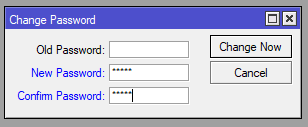 Change Password
Old Password:
Change Now
New Password: *****
Cancel
Confirm Password: *****